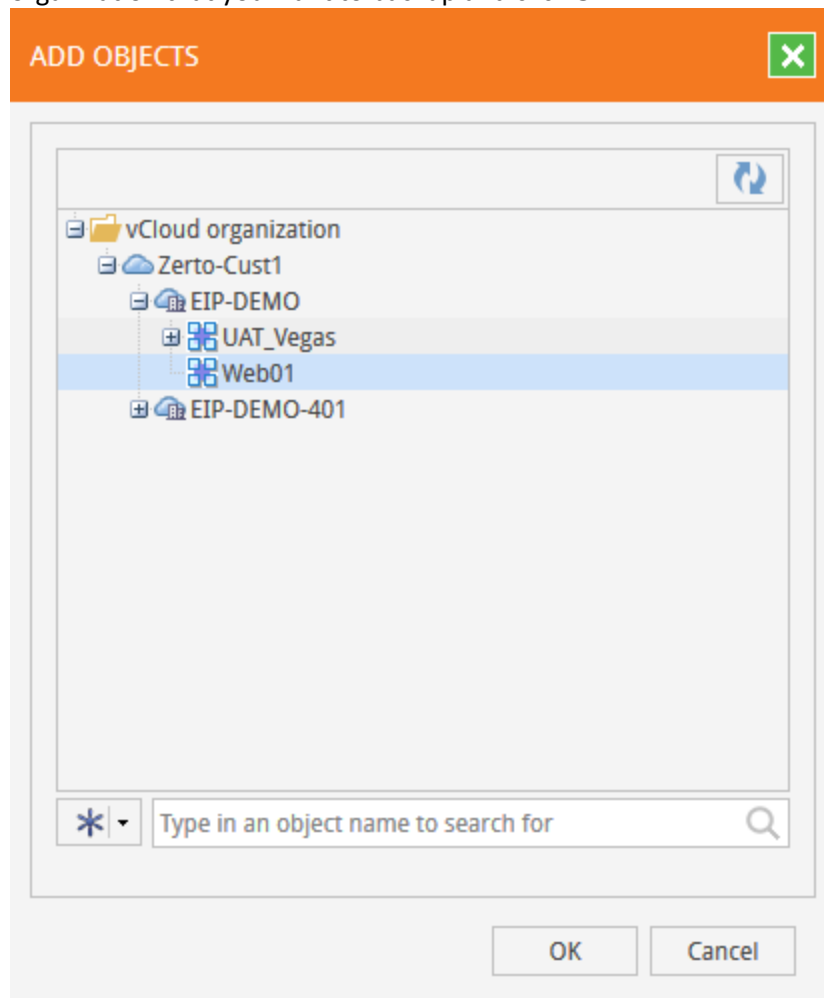 ADD OBJECTS
vCloud organization
Zerto-Cust1
EIP-DEMO
UAT_Vegas
Web01
EIP-DEMO-401
Type in an object name to search for
OK Cancel